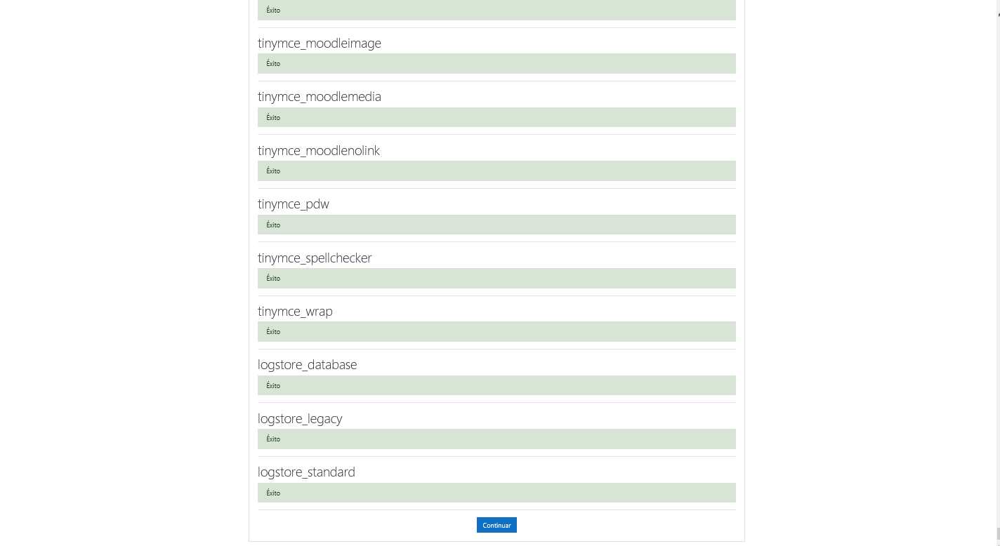 Éxito
tinymce_moodleimage
Éxito
tinymce_moodlemedia
Éxito
tinymce_moodlenolink
Éxito
tinymce_pdw
Éxito
tinymce_spellchecker
Éxito
tinymce_wrap
Éxito
logstore_database
Éxito
logstore_legacy
Éxito
logstore_standard
Éxito
Continuar